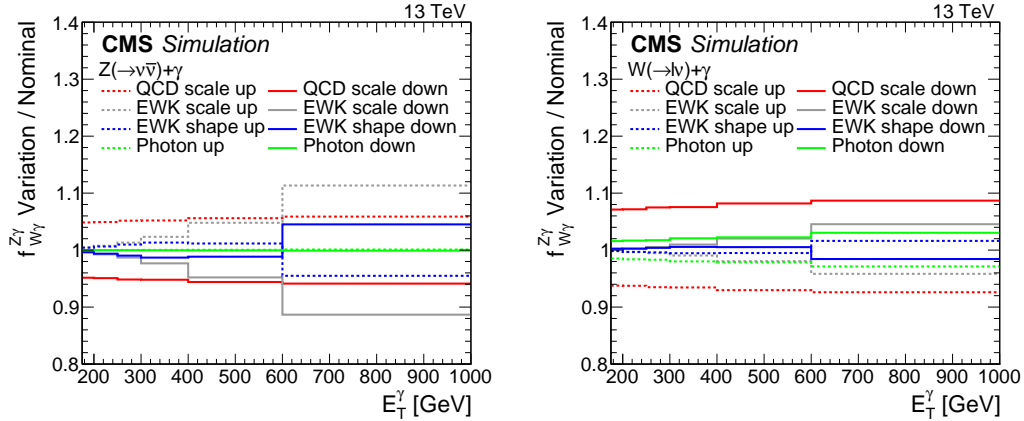 13 TeV
CMS Simulation
Z(→νν̅)+γ
QCD scale up QCD scale down
EWK scale up EWK scale down
EWK shape up EWK shape down
Photon up Photon down
f Zγ Wγ Variation / Nominal
1.4
1.3
1.2
1.1
1
0.9
0.8
200 300 400 500 600 700 800 900 1000
E_T^γ [GeV]
13 TeV
CMS Simulation
W(→lν)+γ
QCD scale up QCD scale down
EWK scale up EWK scale down
EWK shape up EWK shape down
Photon up Photon down
f Zγ Wγ Variation / Nominal
1.4
1.3
1.2
1.1
1
0.9
0.8
200 300 400 500 600 700 800 900 1000
E_T^γ [GeV]